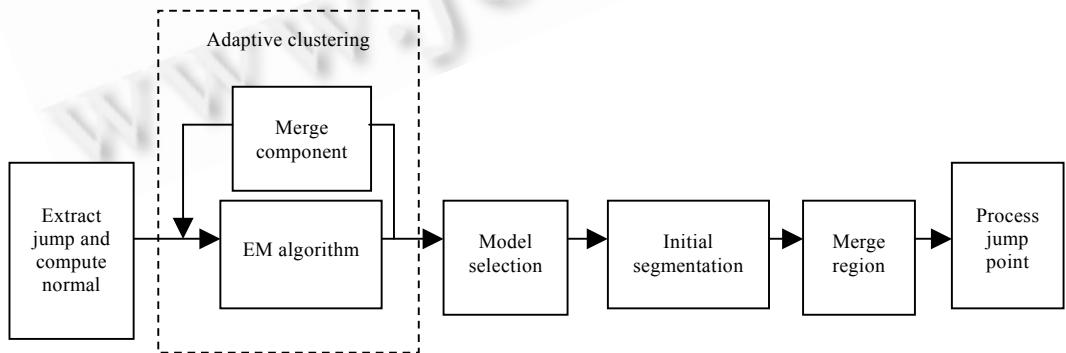 Adaptive clustering
Merge
component
Extract
jump and
compute
normal
EM algorithm
Model
selection
Initial
segmentation
Merge
region
Process
jump
point